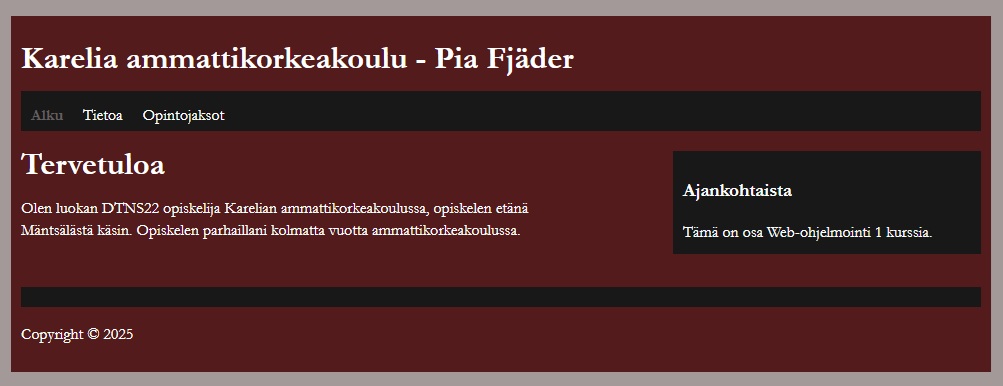 Karelia ammattikorkeakoulu - Pia Fjäder
Alku Tietoa Opintojaksot
Tervetuloa
Olen luokan DTNS22 opiskelija Karelian ammattikorkeakoulussa, opiskelen etänä
Mäntsälästä käsin. Opiskelen parhaillani kolmatta vuotta ammattikorkeakoulussa.
Ajankohtaista
Tämä on osa Web-ohjelmointi 1 kurssia.
Copyright © 2025